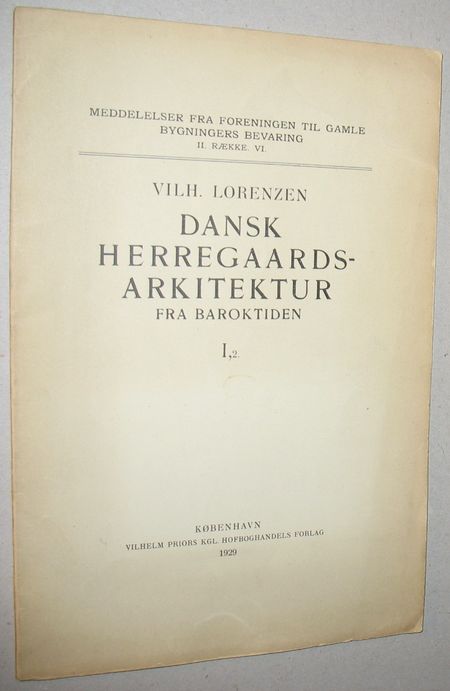 MEDDELELSER FRA FORENINGEN TIL GAMLE
BYGNINGERS BEVARING
II. RÆKKE. VI.
VILH. LORENZEN
DANSK
HERREGAARDS-
ARKITEKTUR
FRA BAROKTIDEN
I,2.
KØBENHAVN
VILHELM PRIORS KGL. HOFBOGHANDELS FORLAG
1929